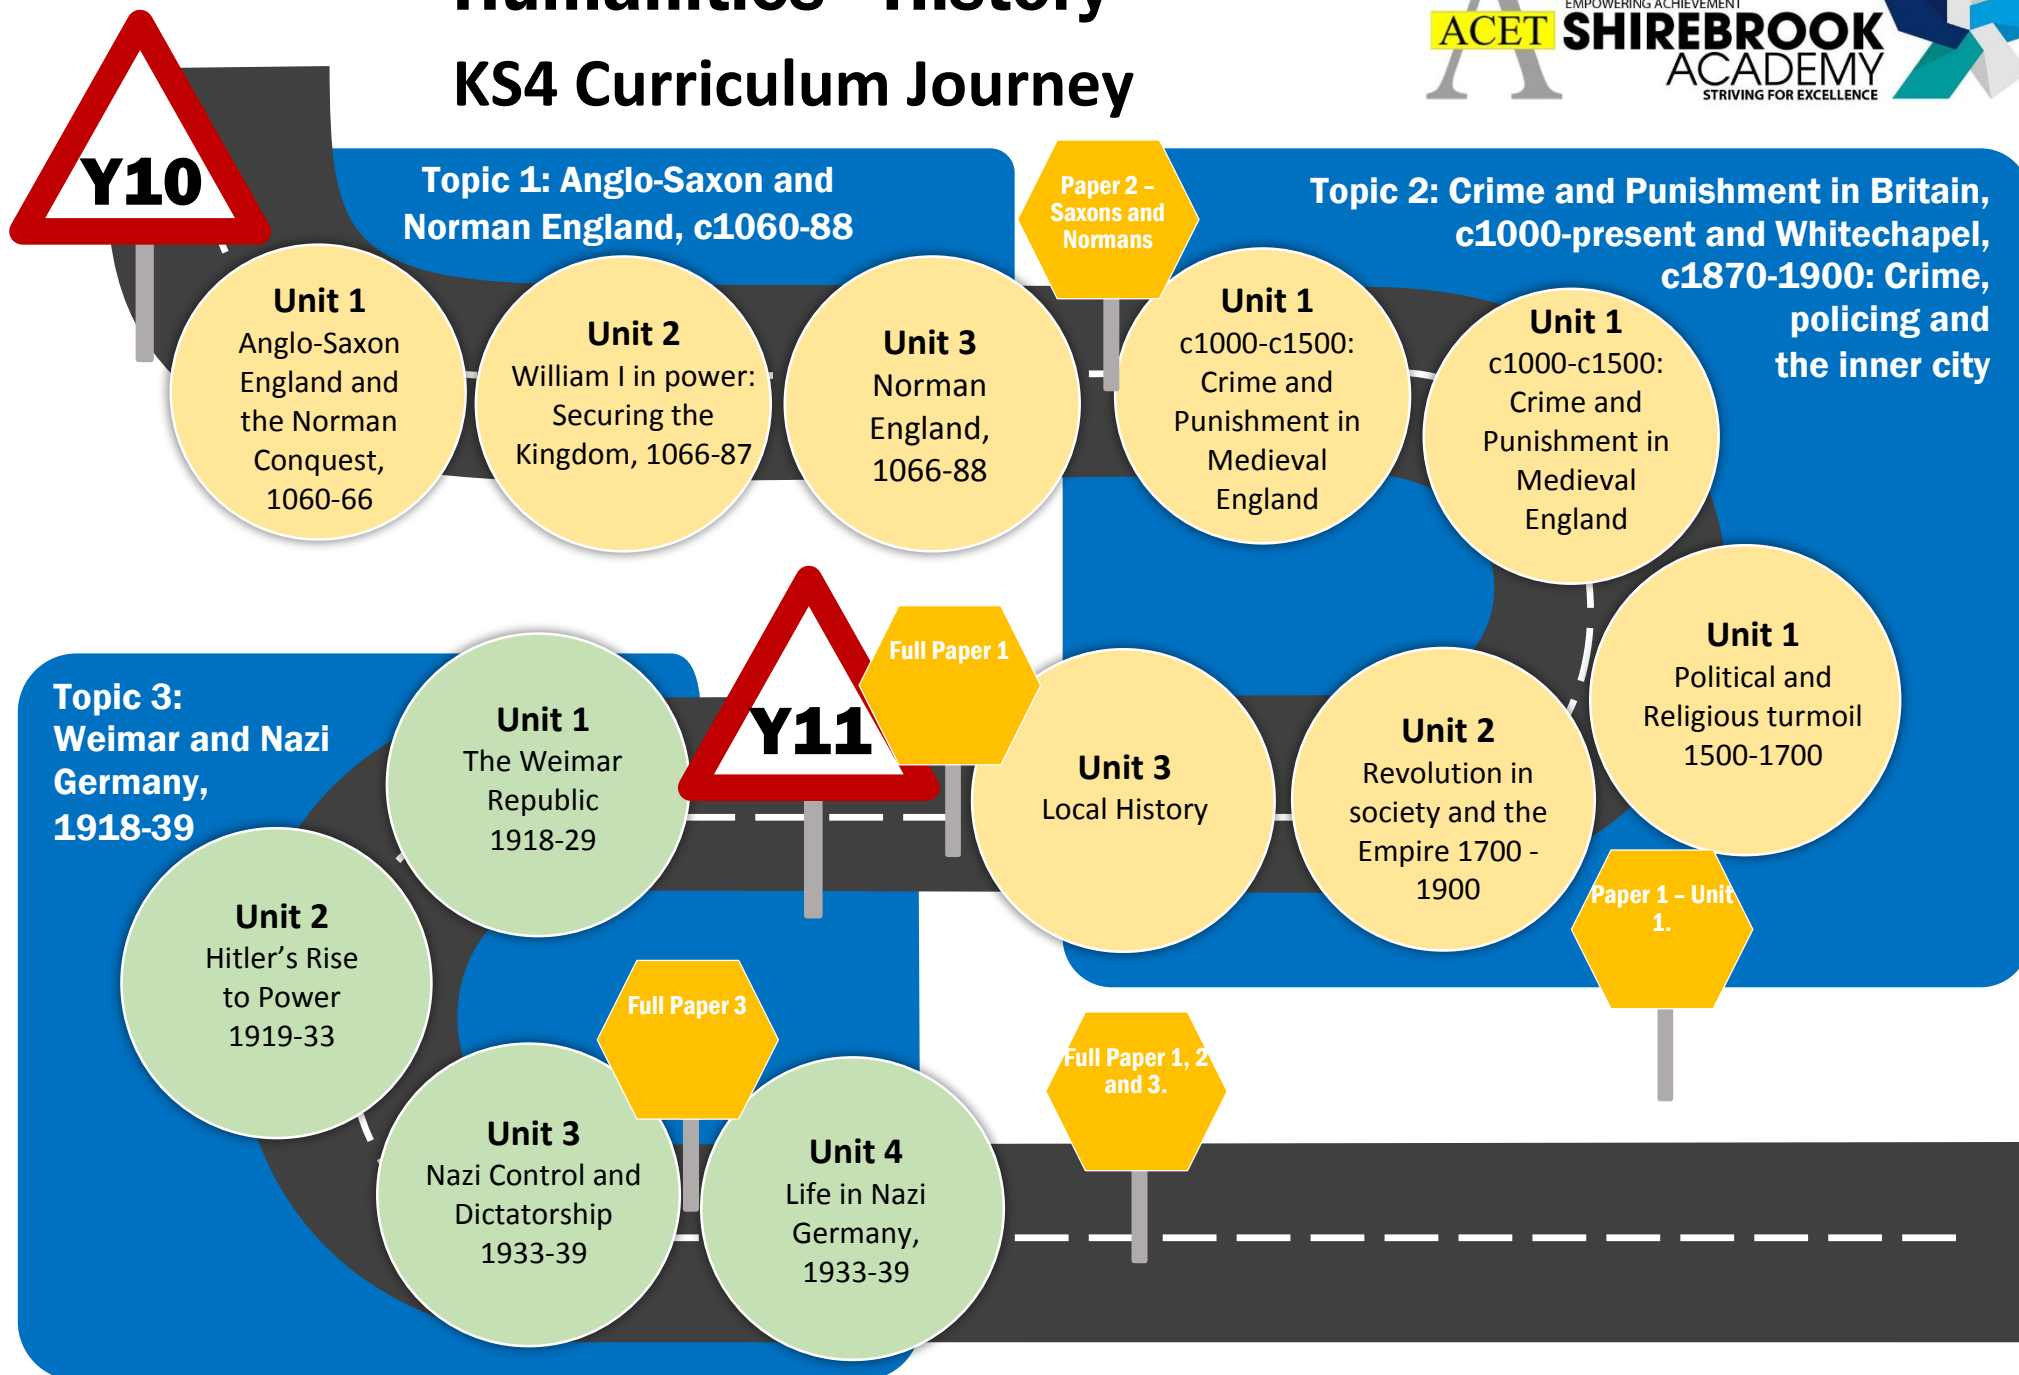 Humanities - History
KS4 Curriculum Journey
EMPOWERING ACHIEVEMENT
ACET SHIREBROOK
ACADEMY
STRIVING FOR EXCELLENCE
Y10
Topic 1: Anglo-Saxon and
Norman England, c1060-88
Paper 2 –
Saxons and
Normans
Topic 2: Crime and Punishment in Britain,
c1000-present and Whitechapel,
c1870-1900: Crime,
policing and
the inner city
Unit 1
Anglo-Saxon
England and
the Norman
Conquest,
1060-66
Unit 2
William I in power:
Securing the
Kingdom, 1066-87
Unit 3
Norman
England,
1066-88
Unit 1
c1000-c1500:
Crime and
Punishment in
Medieval
England
Unit 1
c1000-c1500:
Crime and
Punishment in
Medieval
England
Unit 1
Political and
Religious turmoil
1500-1700
Paper 1 – Unit
1.
Unit 2
Revolution in
society and the
Empire 1700 -
1900
Unit 3
Local History
Full Paper 1
Y11
Topic 3:
Weimar and Nazi
Germany,
1918-39
Unit 1
The Weimar
Republic
1918-29
Unit 2
Hitler’s Rise
to Power
1919-33
Unit 3
Nazi Control and
Dictatorship
1933-39
Full Paper 3
Unit 4
Life in Nazi
Germany,
1933-39
Full Paper 1, 2
and 3.